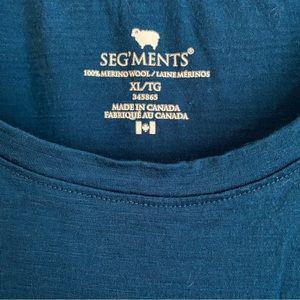 SEG'MENTS®
100% MERINO WOOL / LAINE MÉRINOS
XL/TG
345865
MADE IN CANADA
FABRIQUÉ AU CANADA